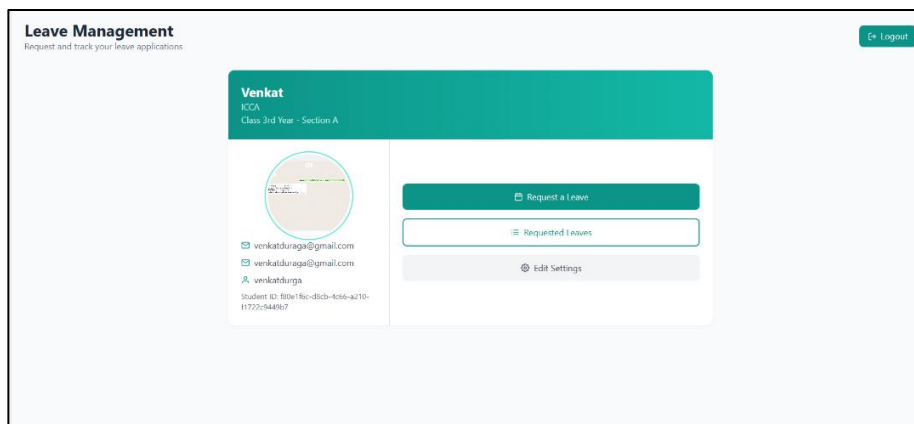 Leave Management
Request and track your leave applications
Logout
Venkat
ICCA
Class 3rd Year - Section A
venkatduraga@gmail.com
venkatduraga@gmail.com
venkatdurga
Student ID: f80e1f6c-d8cb-4c66-a210-
f1722c9449b7
Request a Leave
Requested Leaves
Edit Settings